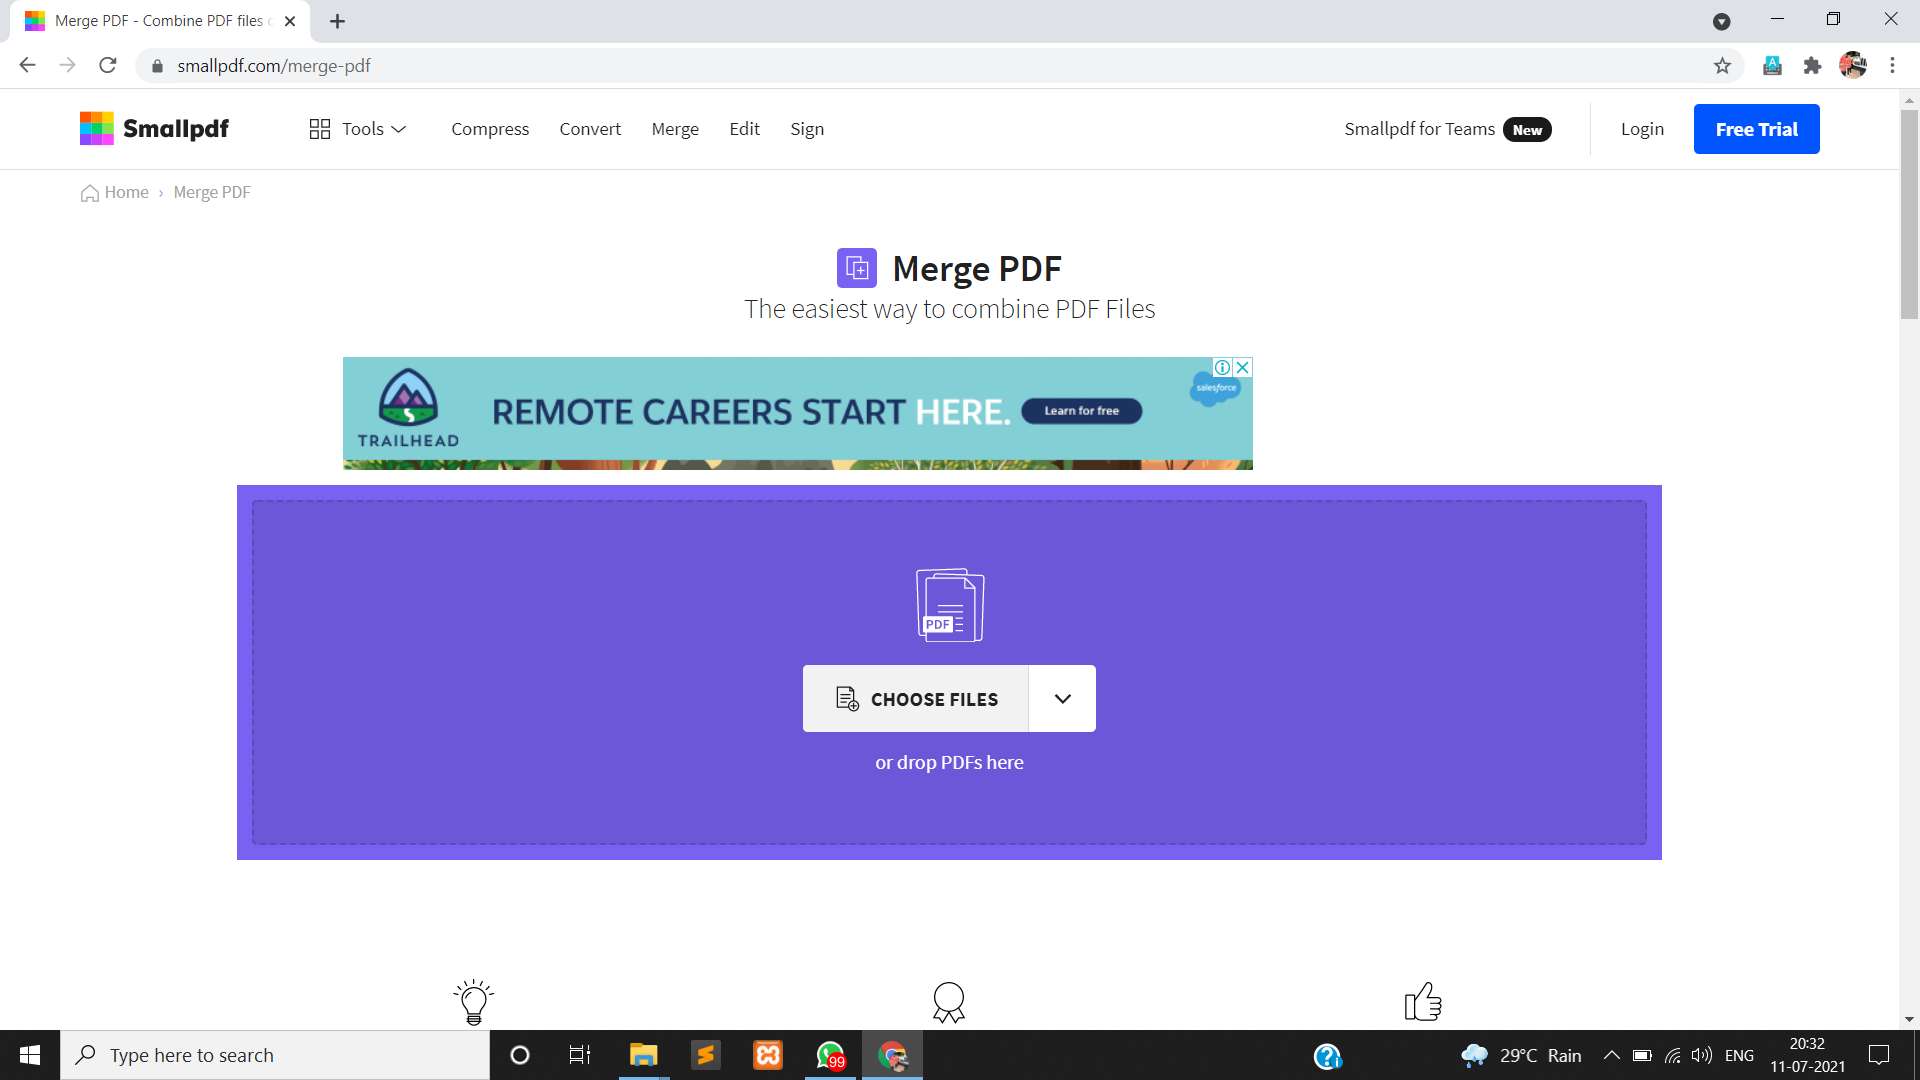 Merge PDF - Combine PDF files
smallpdf.com/merge-pdf
Smallpdf
Tools
Compress
Convert
Merge
Edit
Sign
Smallpdf for Teams
New
Login
Free Trial
Home › Merge PDF
Merge PDF
The easiest way to combine PDF Files
TRAILHEAD
REMOTE CAREERS START HERE.
Learn for free
salesforce
PDF
CHOOSE FILES
or drop PDFs here
Type here to search
99
29°C Rain
ENG
20:32
11-07-2021